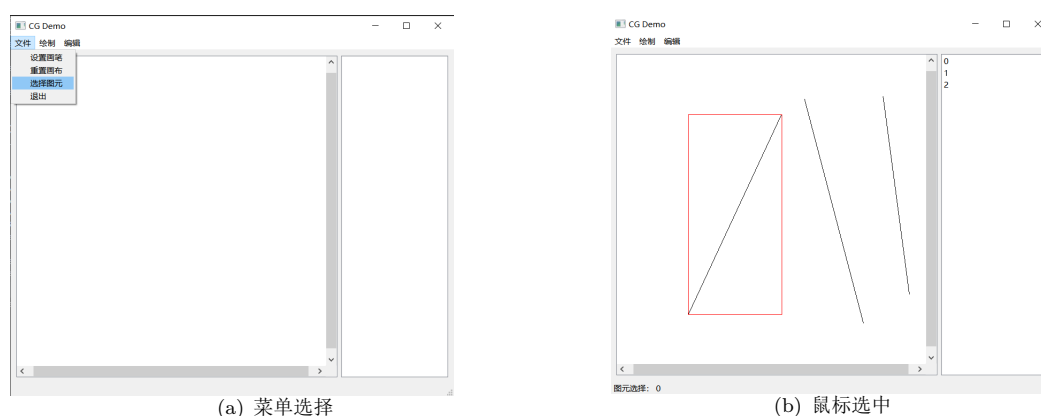 CG Demo
文件 绘制 编辑
设置画笔
重置画布
选择图元
退出
(a) 菜单选择
CG Demo
文件 绘制 编辑
0
1
2
图元选择: 0
(b) 鼠标选中